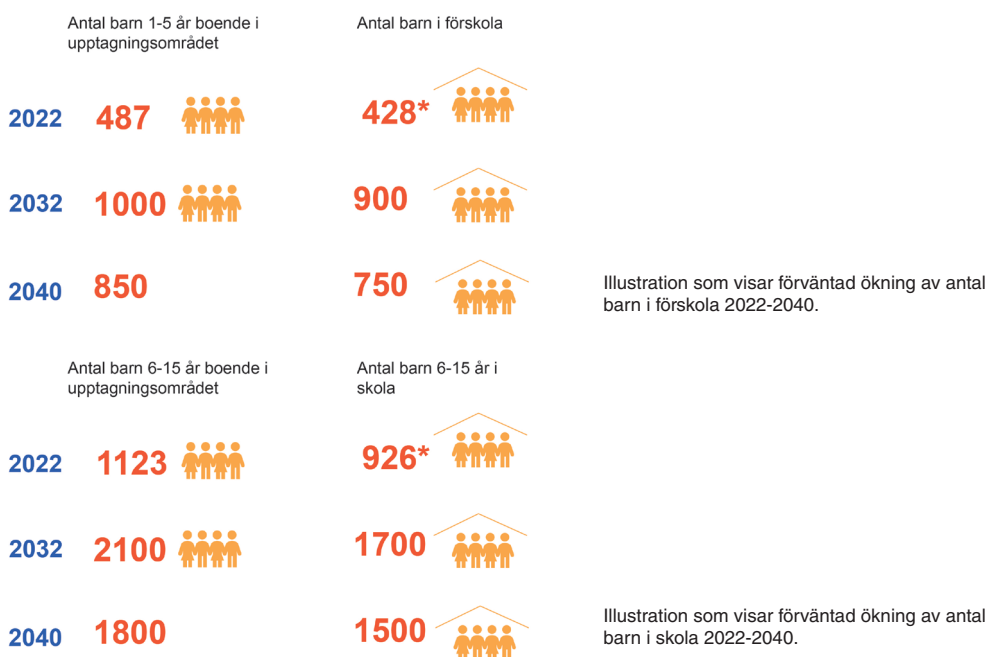 Antal barn 1-5 år boende i
upptagningsområdet
Antal barn i förskola
2022 487 428*
2032 1000 900
2040 850 750
Illustration som visar förväntad ökning av antal
barn i förskola 2022-2040.
Antal barn 6-15 år boende i
upptagningsområdet
Antal barn 6-15 år i
skola
2022 1123 926*
2032 2100 1700
2040 1800 1500
Illustration som visar förväntad ökning av antal
barn i skola 2022-2040.